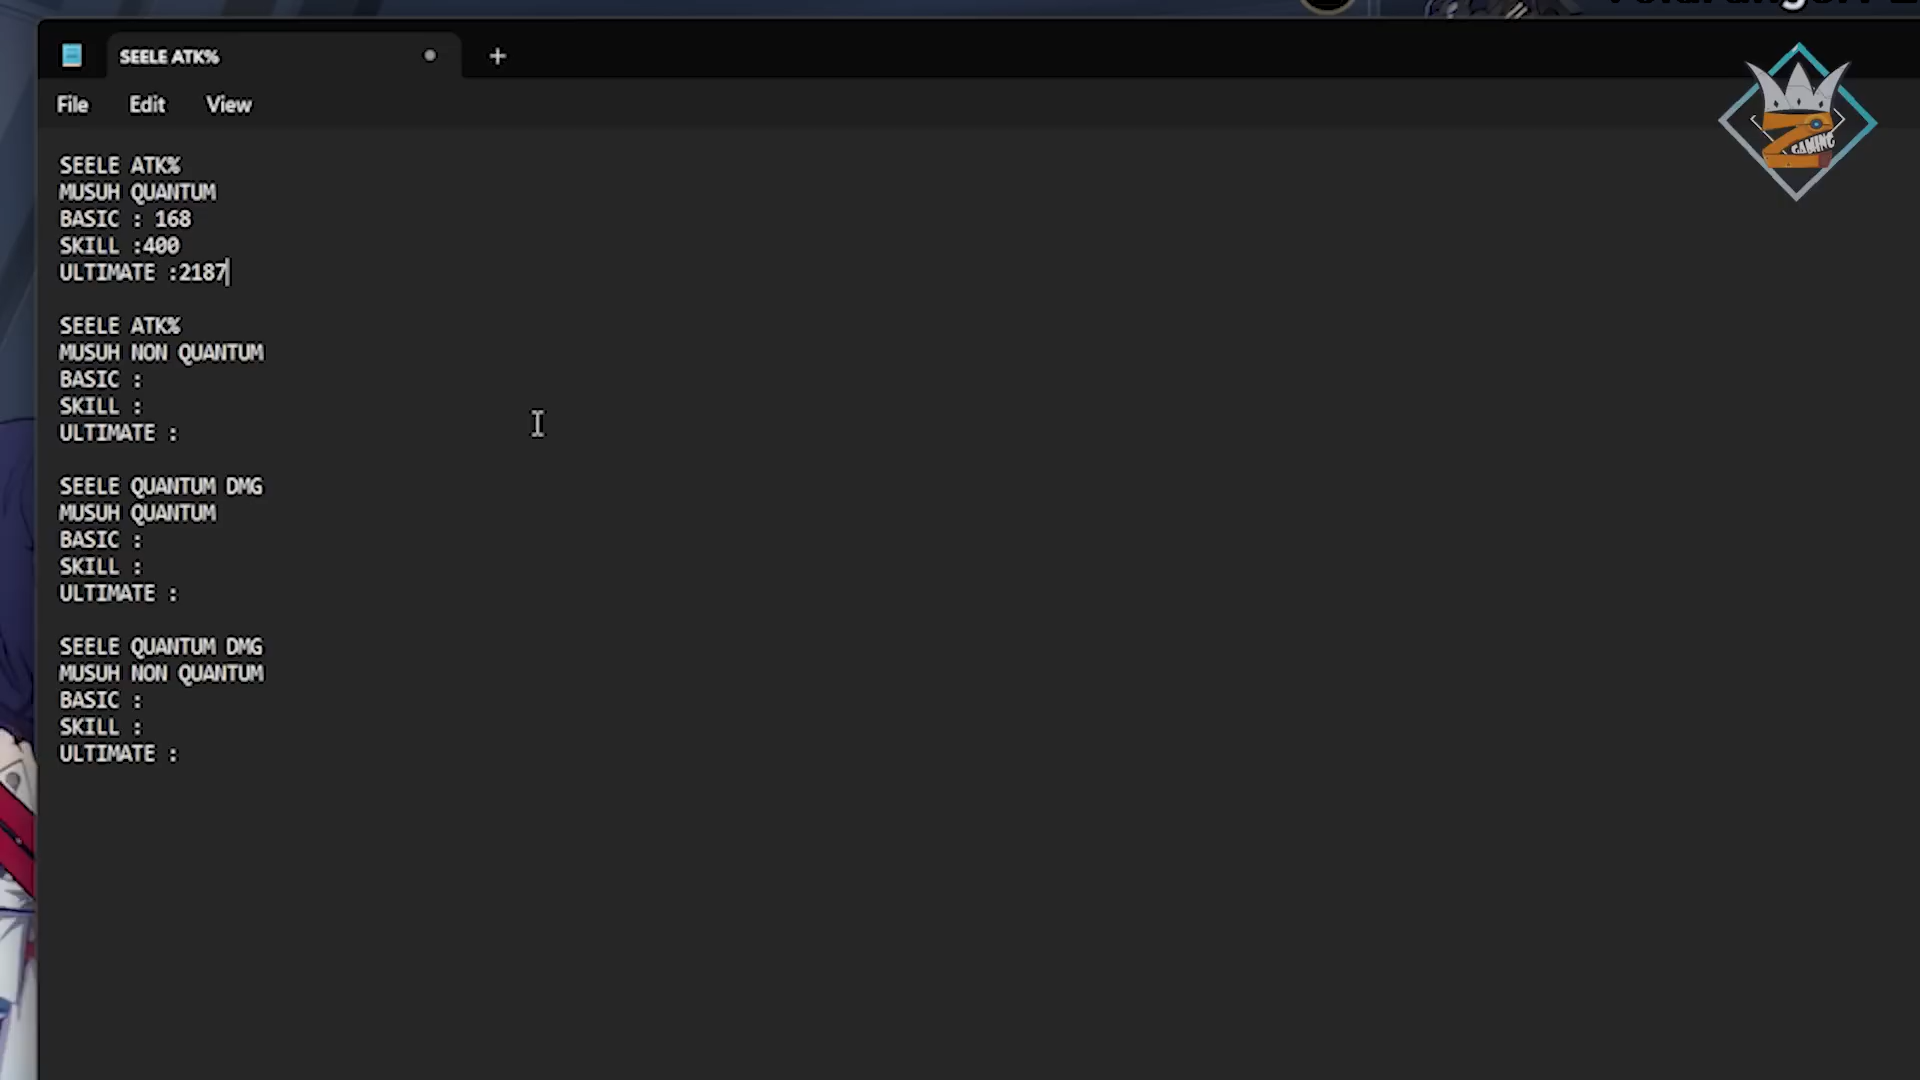 SEELE ATK%
File Edit View
GAMING
SEELE ATK%
MUSUH QUANTUM
BASIC : 168
SKILL :400
ULTIMATE :2187
SEELE ATK%
MUSUH NON QUANTUM
BASIC :
SKILL :
ULTIMATE :
SEELE QUANTUM DMG
MUSUH QUANTUM
BASIC :
SKILL :
ULTIMATE :
SEELE QUANTUM DMG
MUSUH NON QUANTUM
BASIC :
SKILL :
ULTIMATE :